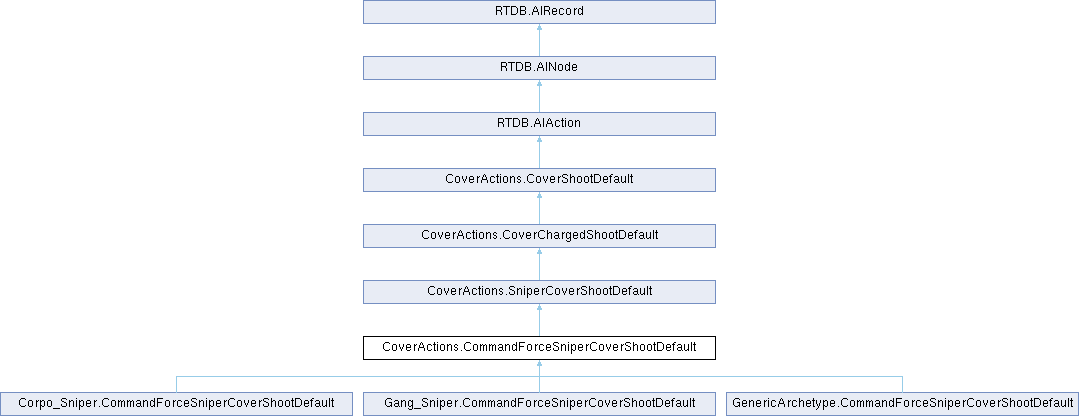 RTDB.AIRecord
RTDB.AINode
RTDB.AIAction
CoverActions.CoverShootDefault
CoverActions.CoverChargedShootDefault
CoverActions.SniperCoverShootDefault
CoverActions.CommandForceSniperCoverShootDefault
Corpo_Sniper.CommandForceSniperCoverShootDefault
Gang_Sniper.CommandForceSniperCoverShootDefault
GenericArchetype.CommandForceSniperCoverShootDefault